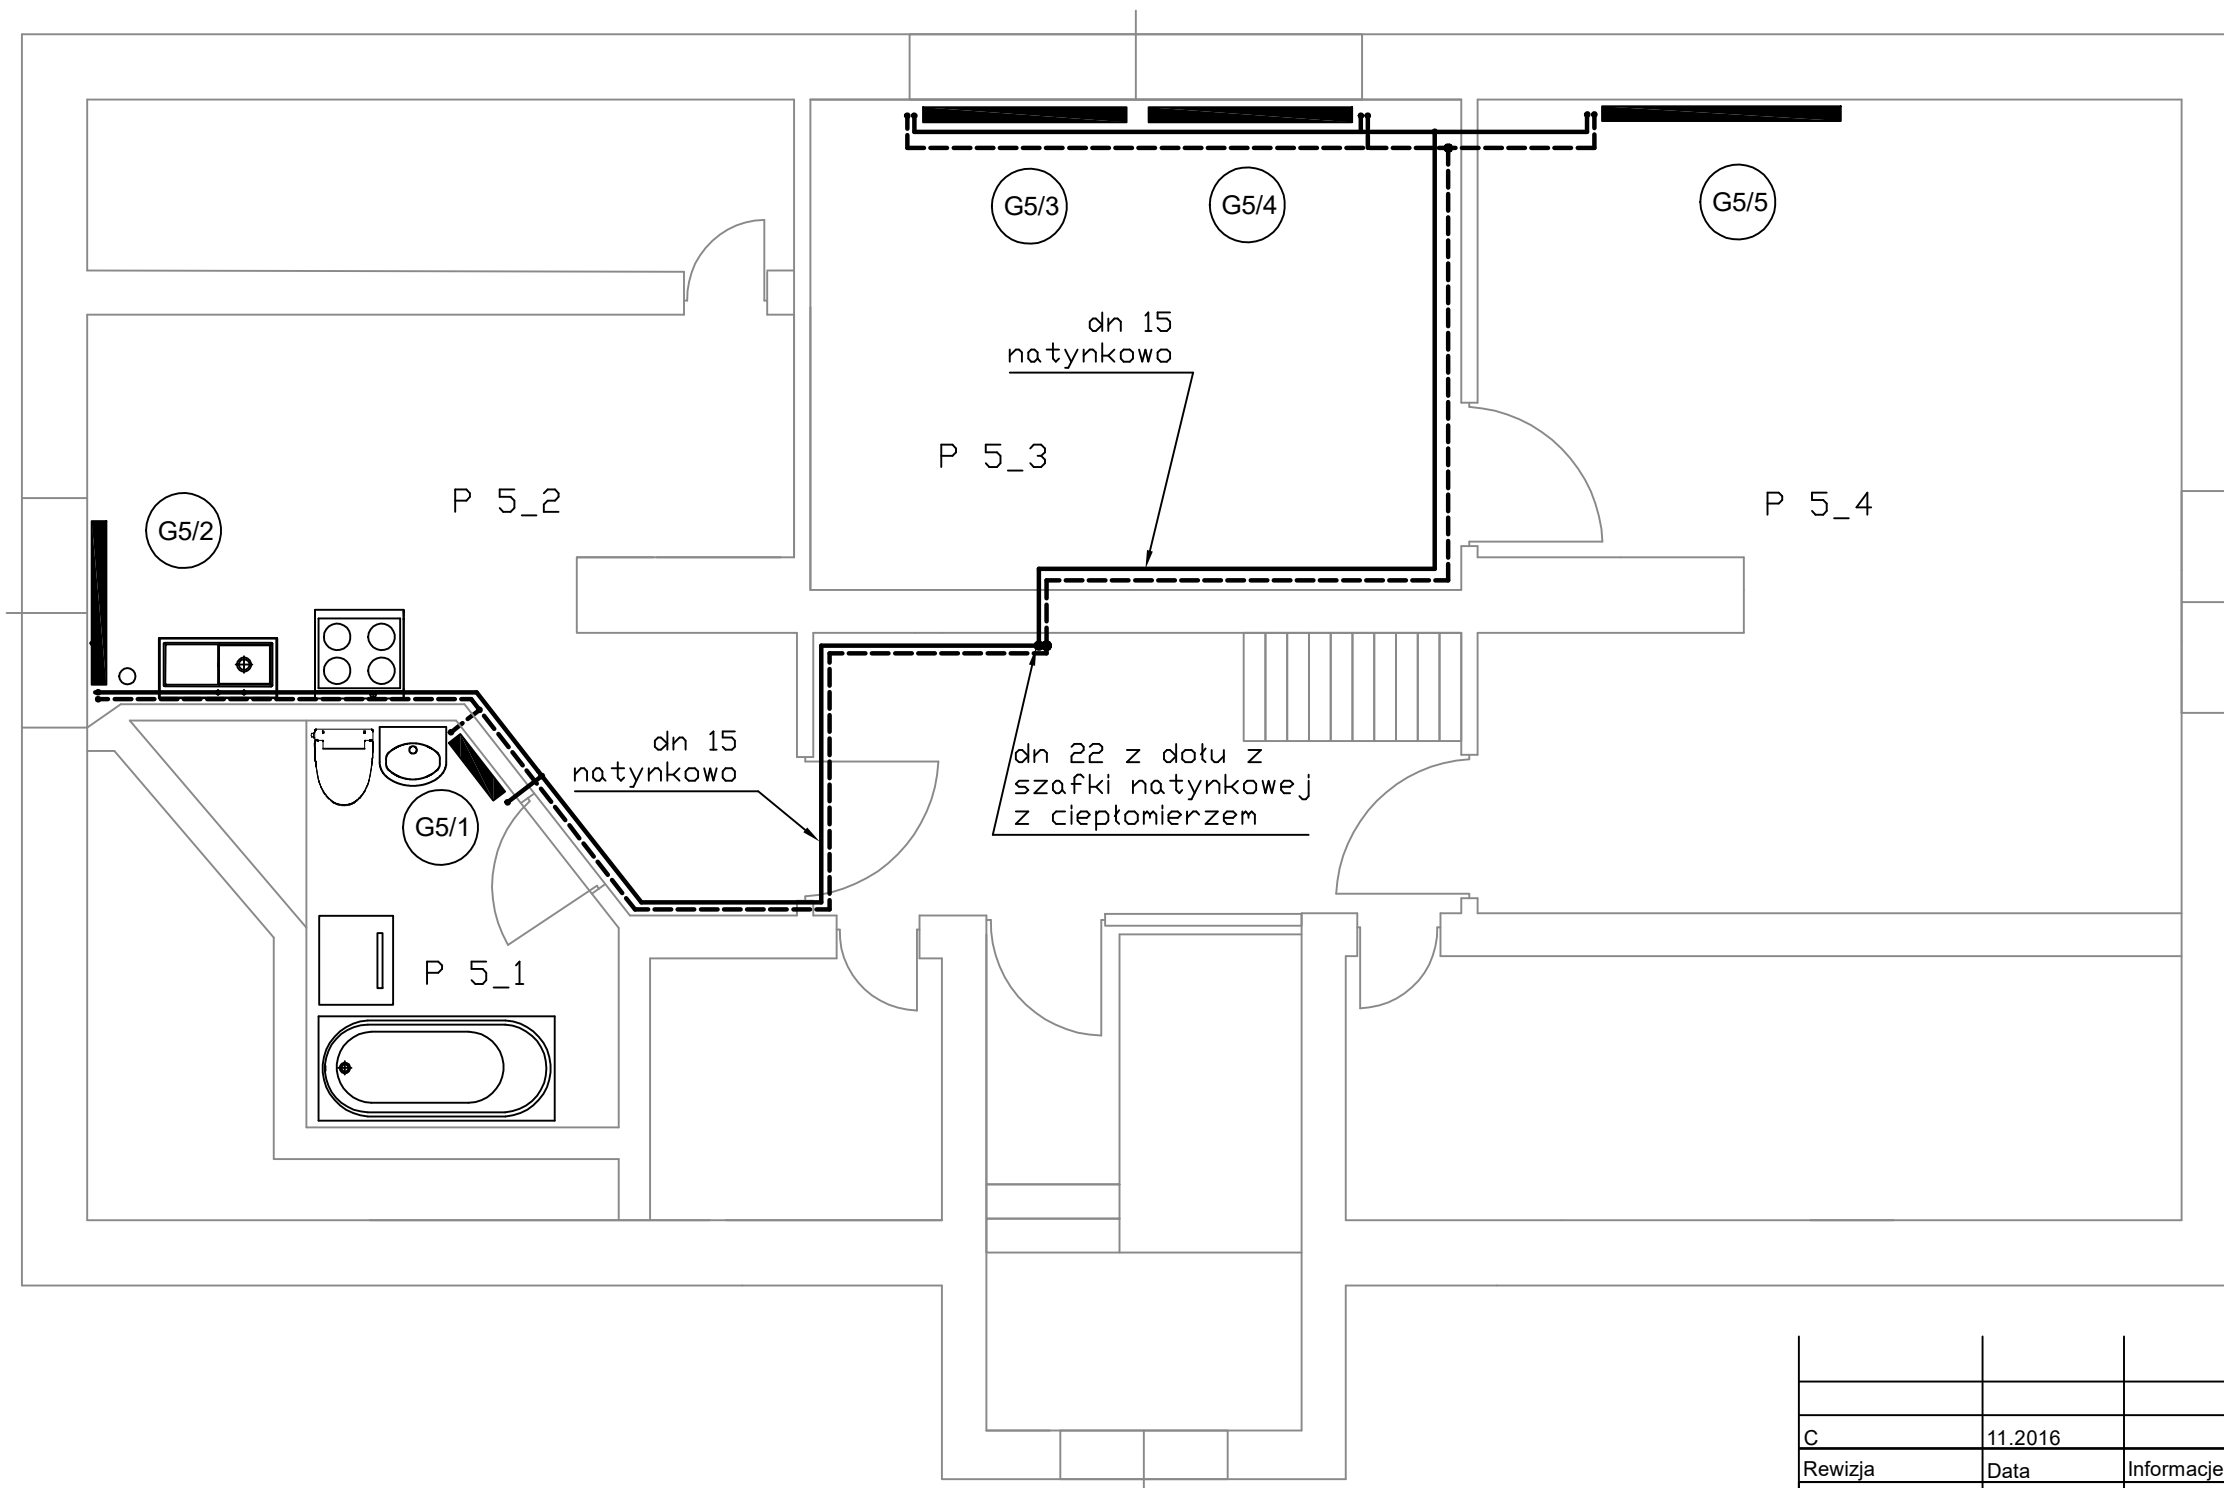 G5/3
G5/4
G5/5
dn 15
natynkowo
P 5_3
P 5_2
P 5_4
G5/2
dn 15
natynkowo
dn 22 z dołu z
szafki natynkowej
z ciepłomierzem
G5/1
P 5_1
C 11.2016
Rewizja Data Informacje